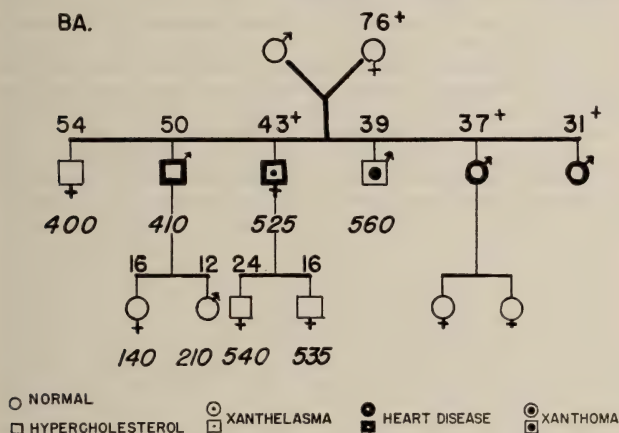 BA.
76+
54 50 43+ 39 37+ 31+
400 410 525 560
16 12 24 16
140 210 540 535
NORMAL XANTHELASMA HEART DISEASE XANTHOMA
HYPERCHOLESTEROL